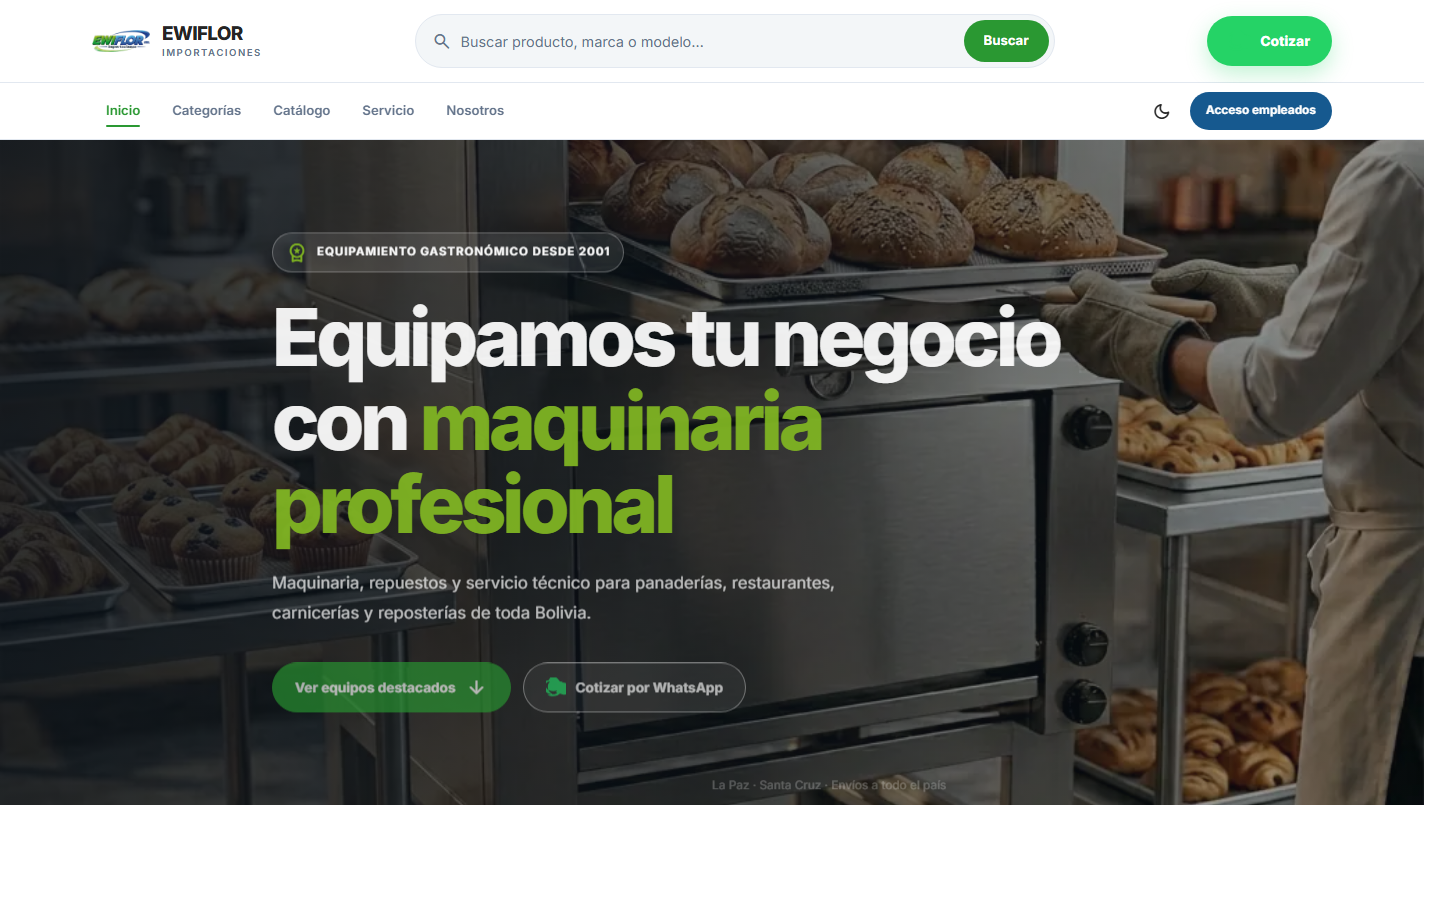 EWIFLOR
EWIFLOR
IMPORTACIONES
Buscar producto, marca o modelo...
Buscar
Cotizar
Inicio
Categorías
Catálogo
Servicio
Nosotros
Acceso empleados
EQUIPAMIENTO GASTRONÓMICO DESDE 2001
Equipamos tu negocio
con maquinaria
profesional
Maquinaria, repuestos y servicio técnico para panaderías, restaurantes,
carnicerías y reposterías de toda Bolivia.
Ver equipos destacados
Cotizar por WhatsApp
La Paz · Santa Cruz · Envíos a todo el país